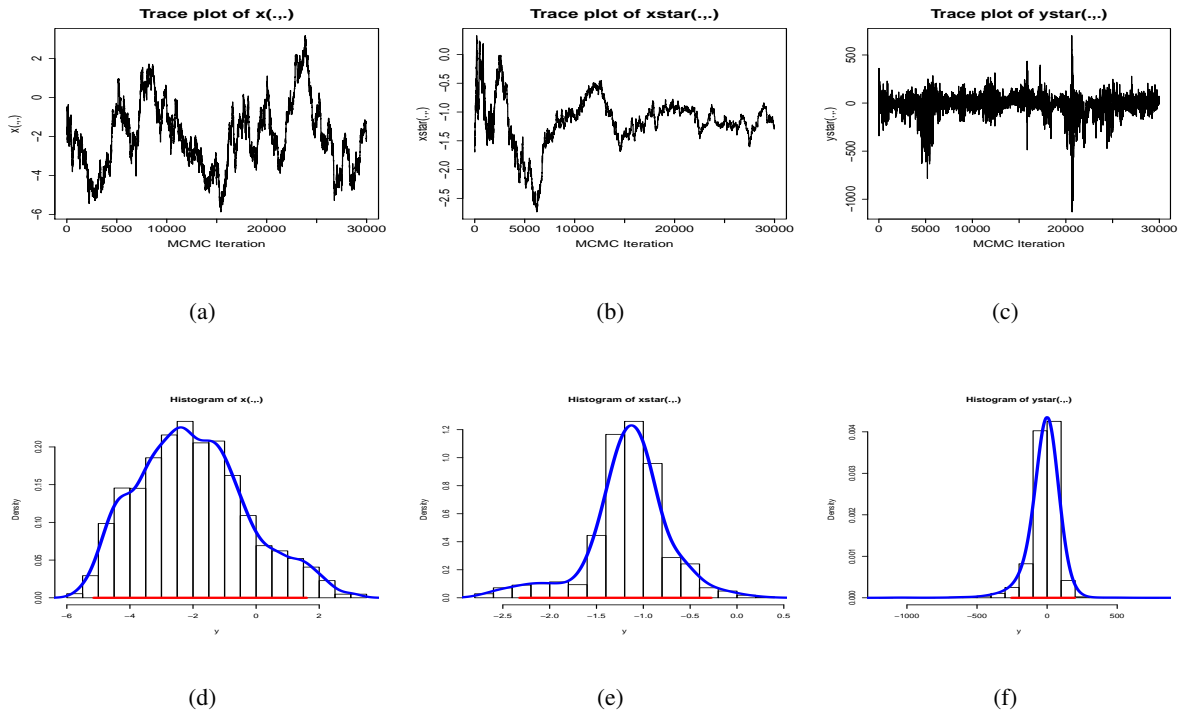 Trace plot of x(.,.)
x(.,.)
2
0
−2
−4
−6
0 5000 10000 20000 30000
MCMC Iteration
(a)
Trace plot of xstar(.,.)
xstar(.,.)
0.0
−0.5
−1.0
−1.5
−2.0
−2.5
0 5000 10000 20000 30000
MCMC Iteration
(b)
Trace plot of ystar(.,.)
ystar(.,.)
500
0
−500
−1000
0 5000 10000 20000 30000
MCMC Iteration
(c)
Histogram of x(.,.)
Density
0.20
0.15
0.10
0.05
0.00
−6 −4 −2 0 2
y
(d)
Histogram of xstar(.,.)
Density
1.2
1.0
0.8
0.6
0.4
0.2
0.0
−2.5 −2.0 −1.5 −1.0 −0.5 0.0 0.5
y
(e)
Histogram of ystar(.,.)
Density
0.004
0.003
0.002
0.001
0.000
−1000 −500 0 500
y
(f)